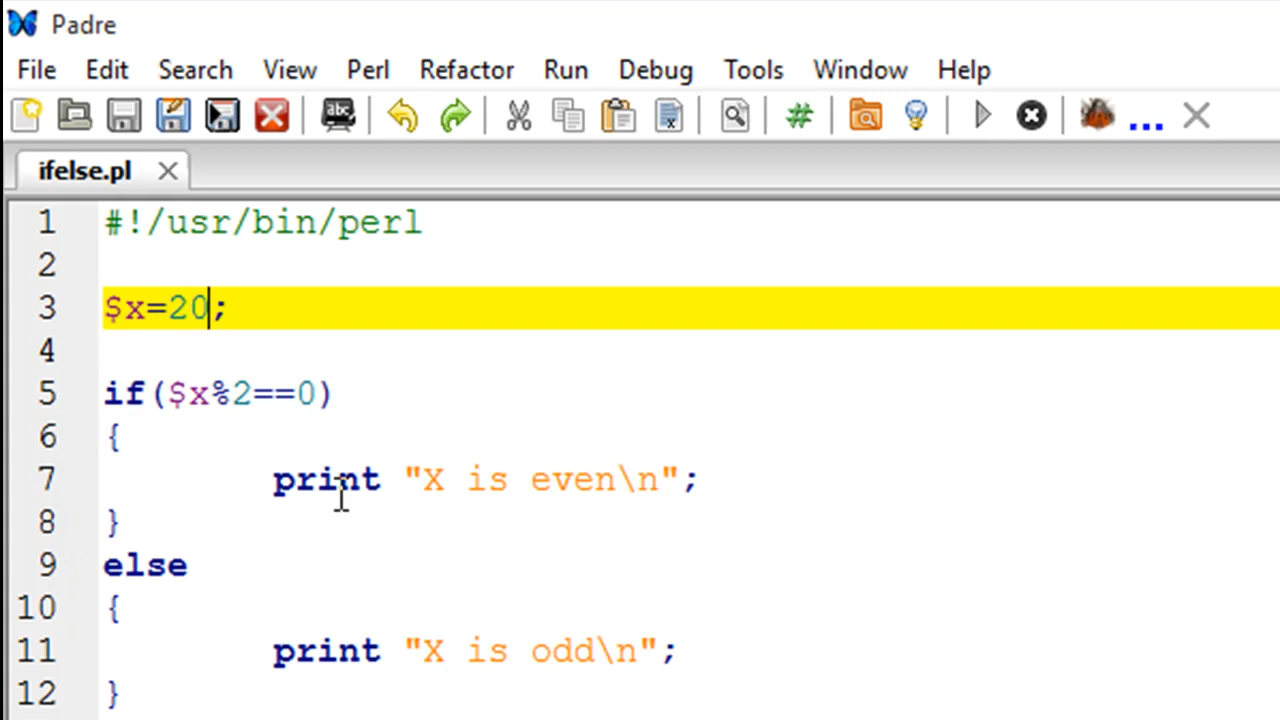 Padre
File Edit Search View Perl Refactor Run Debug Tools Window Help
abc # x ...
ifelse.pl
1 #!/usr/bin/perl
2
3 $x=20;
4
5 if($x%2==0)
6 {
7 print "X is even\n";
8 }
9 else
10 {
11 print "X is odd\n";
12 }